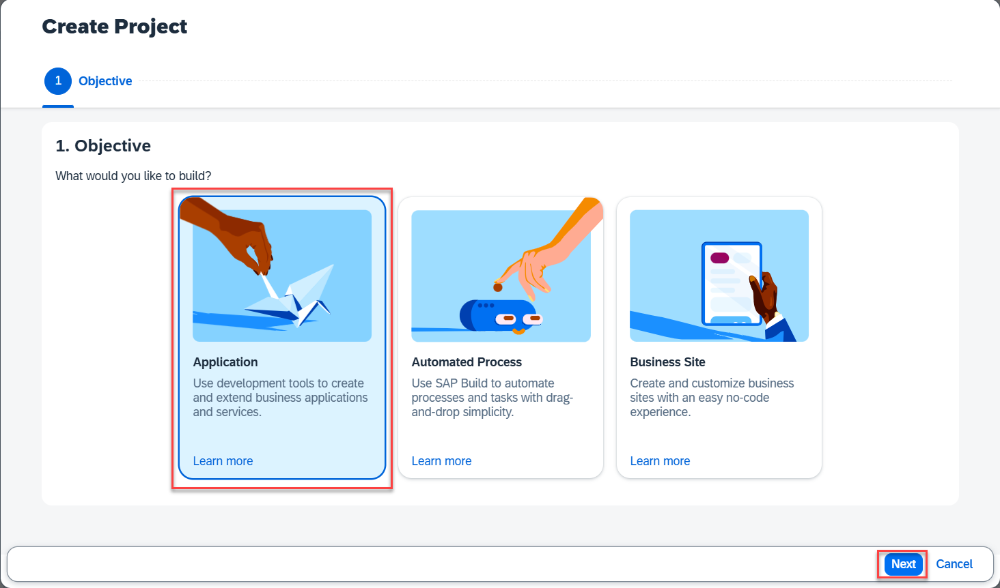 Create Project
1 Objective
1. Objective
What would you like to build?
Application
Use development tools to create
and extend business applications
and services.
Learn more
Automated Process
Use SAP Build to automate
processes and tasks with drag-
and-drop simplicity.
Learn more
Business Site
Create and customize business
sites with an easy no-code
experience.
Learn more
Next Cancel